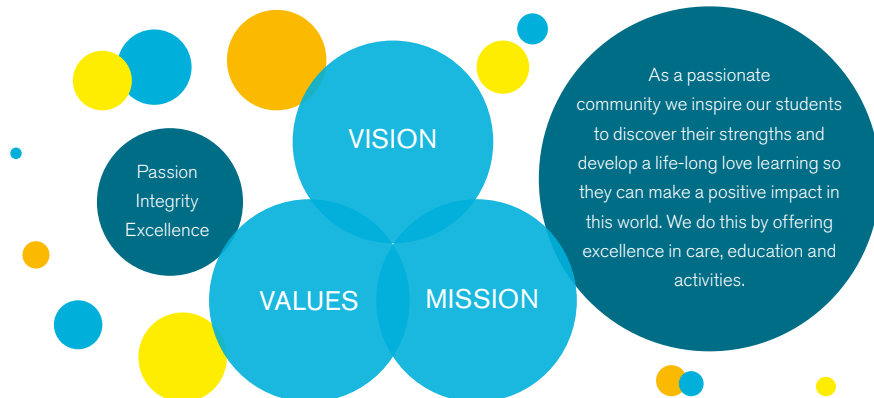 VISION
Passion
Integrity
Excellence
VALUES
MISSION
As a passionate
community we inspire our students
to discover their strengths and
develop a life-long love learning so
they can make a positive impact in
this world. We do this by offering
excellence in care, education and
activities.